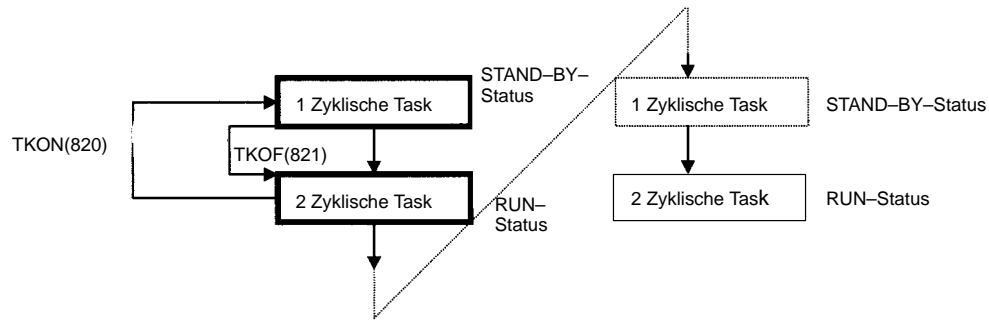 STAND–BY–
Status
1 Zyklische Task
TKON(820)
TKOF(821)
2 Zyklische Task
RUN–
Status
1 Zyklische Task
STAND–BY–Status
2 Zyklische Task
RUN–Status